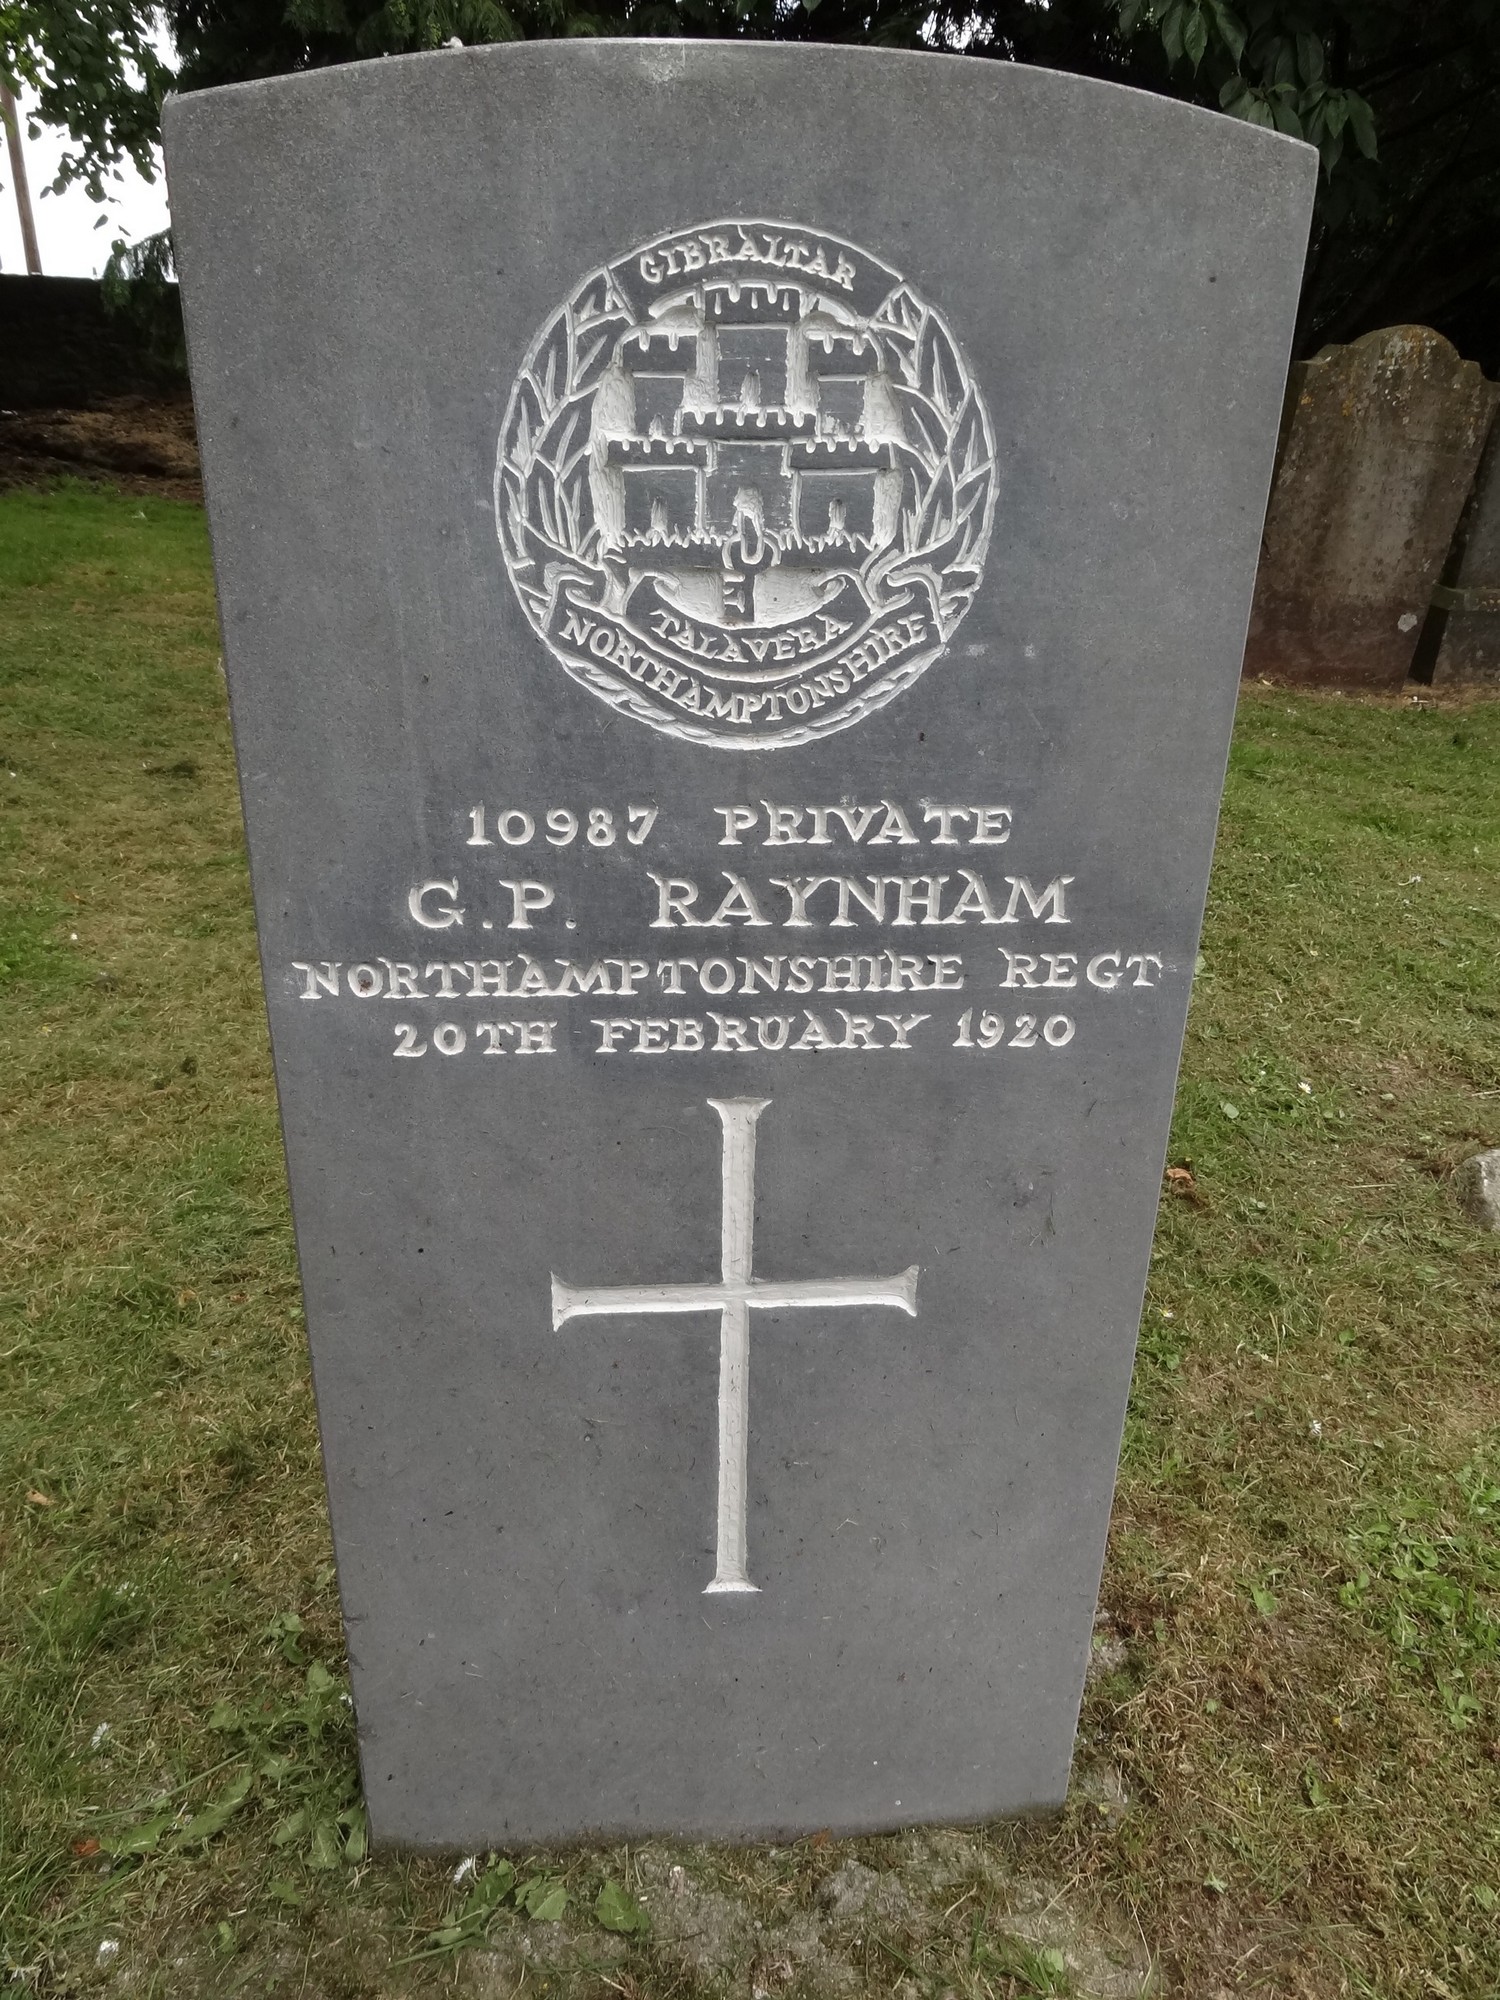 GIBRALTAR
TALAVERA
NORTHAMPTONSHIRE
10987 PRIVATE
G.P. RAYNHAM
NORTHAMPTONSHIRE REGT
20TH FEBRUARY 1920